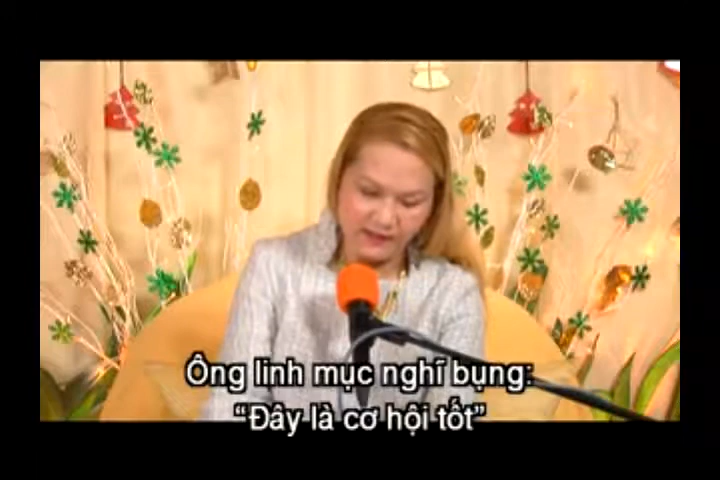 Ông linh mục nghĩ bụng:
“Đây là cơ hội tốt”